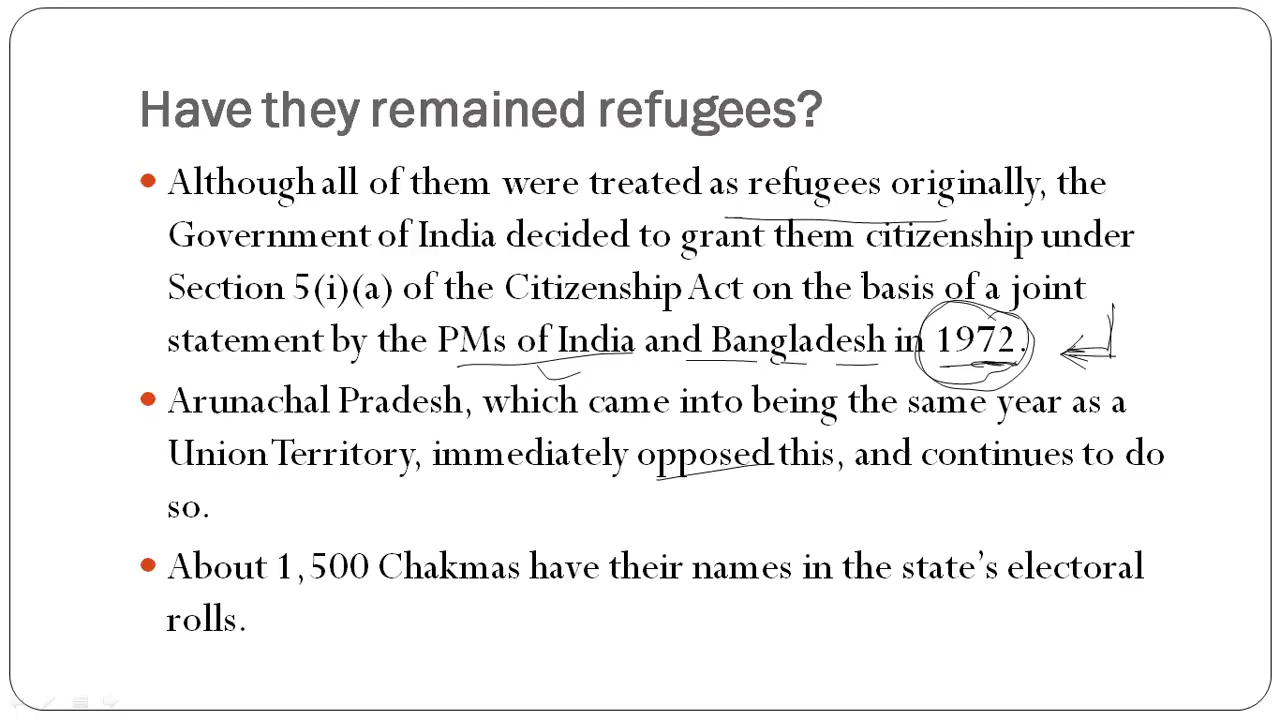 Have they remained refugees?
• Although all of them were treated as refugees originally, the
Government of India decided to grant them citizenship under
Section 5(i)(a) of the Citizenship Act on the basis of a joint
statement by the PMs of India and Bangladesh in 1972.
• Arunachal Pradesh, which came into being the same year as a
Union Territory, immediately opposed this, and continues to do
so.
• About 1,500 Chakmas have their names in the state’s electoral
rolls.